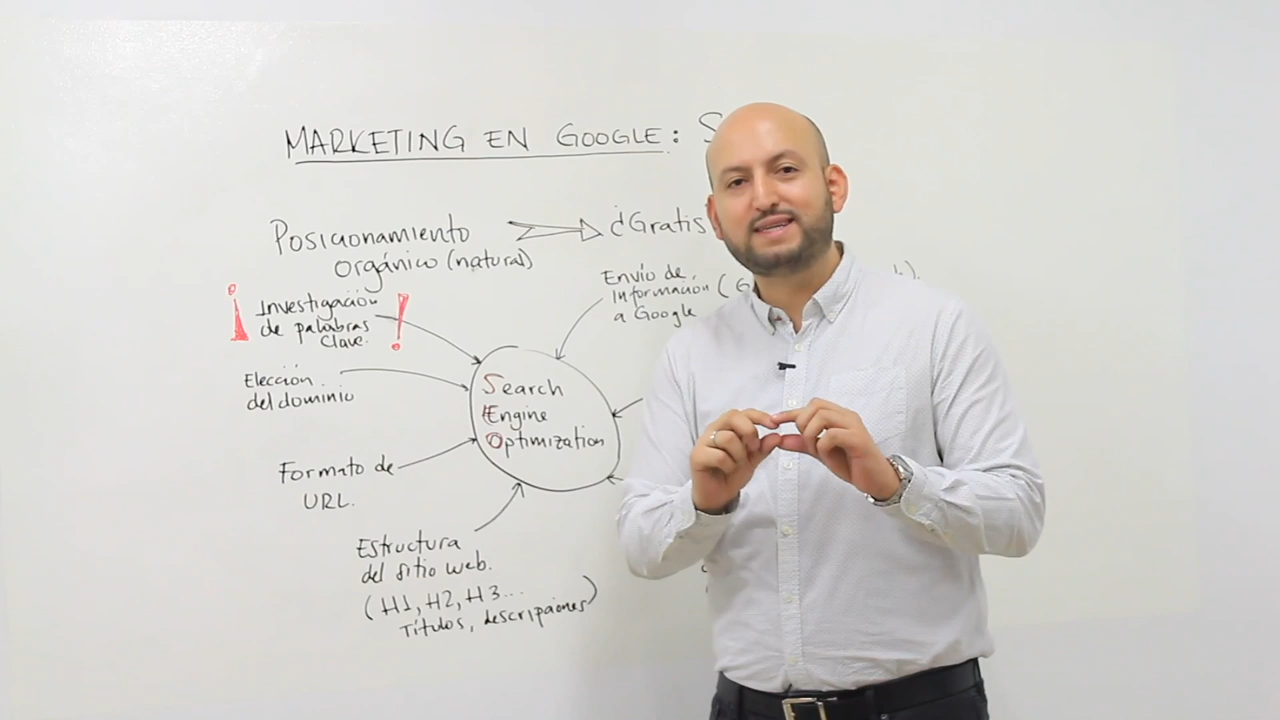 MARKETING EN GOOGLE: S
Posicionamiento
orgánico (natural)
¿Gratis
Envío de
Información (G
a Google
¡ Investigación !
de palabras
clave.
Elección
del dominio
Search
Engine
Optimization
Formato de
URL.
Estructura
del sitio web.
(H1, H2, H3...
Títulos, descripciones)